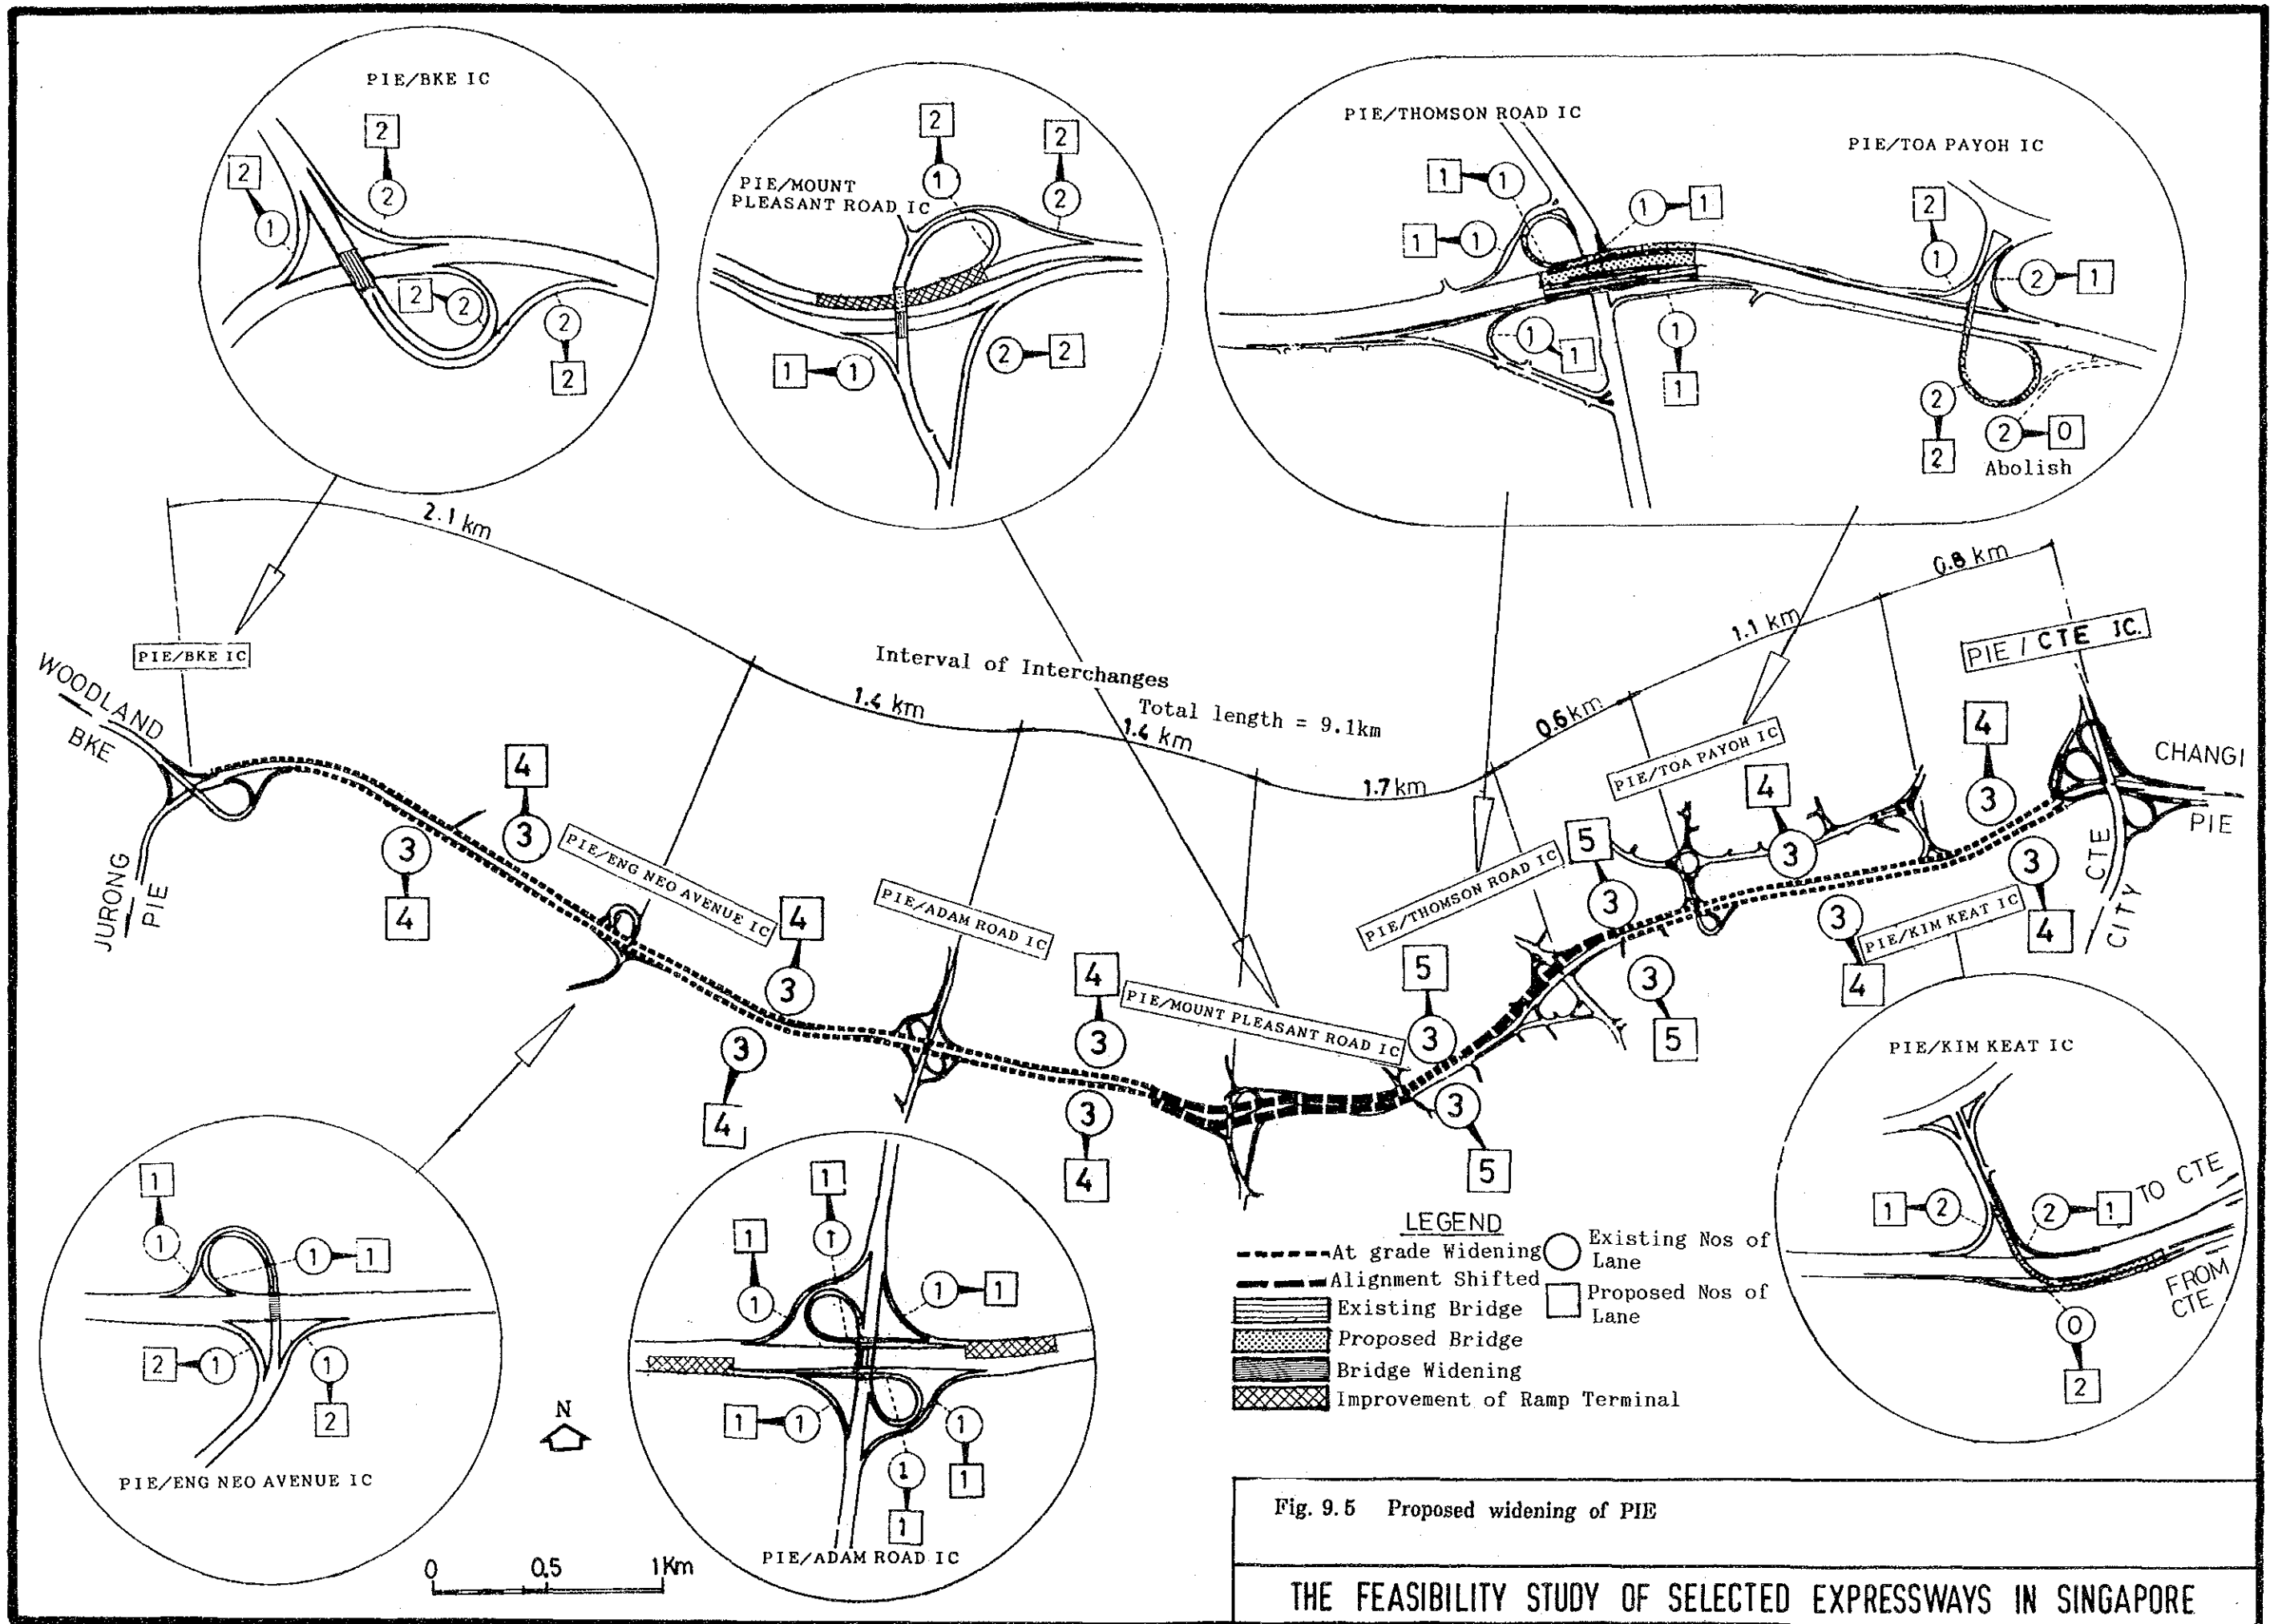 PIE/BKE IC
2
2
2
1
2
2
2
2
PIE/MOUNT
PLEASANT ROAD IC
2
1
2
2
1
1
2
2
PIE/THOMSON ROAD IC
PIE/TOA PAYOH IC
1
1
1
1
1
1
1
1
1
1
2
1
2
1
2
2
2
0
Abolish
2.1 km
1.4 km
1.4 km
1.7 km
0.6 km
1.1 km
0.8 km
Interval of Interchanges
Total length = 9.1km
PIE/BKE IC
WOODLAND
BKE
JURONG
PIE
4
3
3
4
PIE/ENG NEO AVENUE IC
4
3
3
4
PIE/ADAM ROAD IC
4
3
3
4
PIE/MOUNT PLEASANT ROAD IC
5
3
3
5
PIE/THOMSON ROAD IC
5
3
3
5
PIE/TOA PAYOH IC
4
3
3
4
PIE/KIM KEAT IC
4
3
3
4
PIE / CTE IC.
CHANGI
PIE
CTE
CITY
1
1
1
1
2
1
1
2
PIE/ENG NEO AVENUE IC
N
0
0.5
1Km
1
1
1
1
1
1
1
1
1
1
1
1
PIE/ADAM ROAD IC
LEGEND
At grade Widening
Alignment Shifted
Existing Bridge
Proposed Bridge
Bridge Widening
Improvement of Ramp Terminal
Existing Nos of
Lane
Proposed Nos of
Lane
PIE/KIM KEAT IC
1
2
2
1
TO CTE
FROM
CTE
0
2
Fig. 9.5 Proposed widening of PIE
THE FEASIBILITY STUDY OF SELECTED EXPRESSWAYS IN SINGAPORE